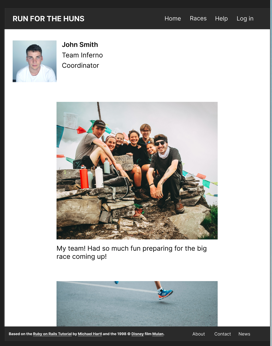 RUN FOR THE HUNS
Home Races Help Log in
John Smith
Team Inferno
Coordinator
My team! Had so much fun preparing for the big
race coming up!
Based on the Ruby on Rails Tutorial by Michael Hartl and the 1998 © Disney film Mulan.
About Contact News